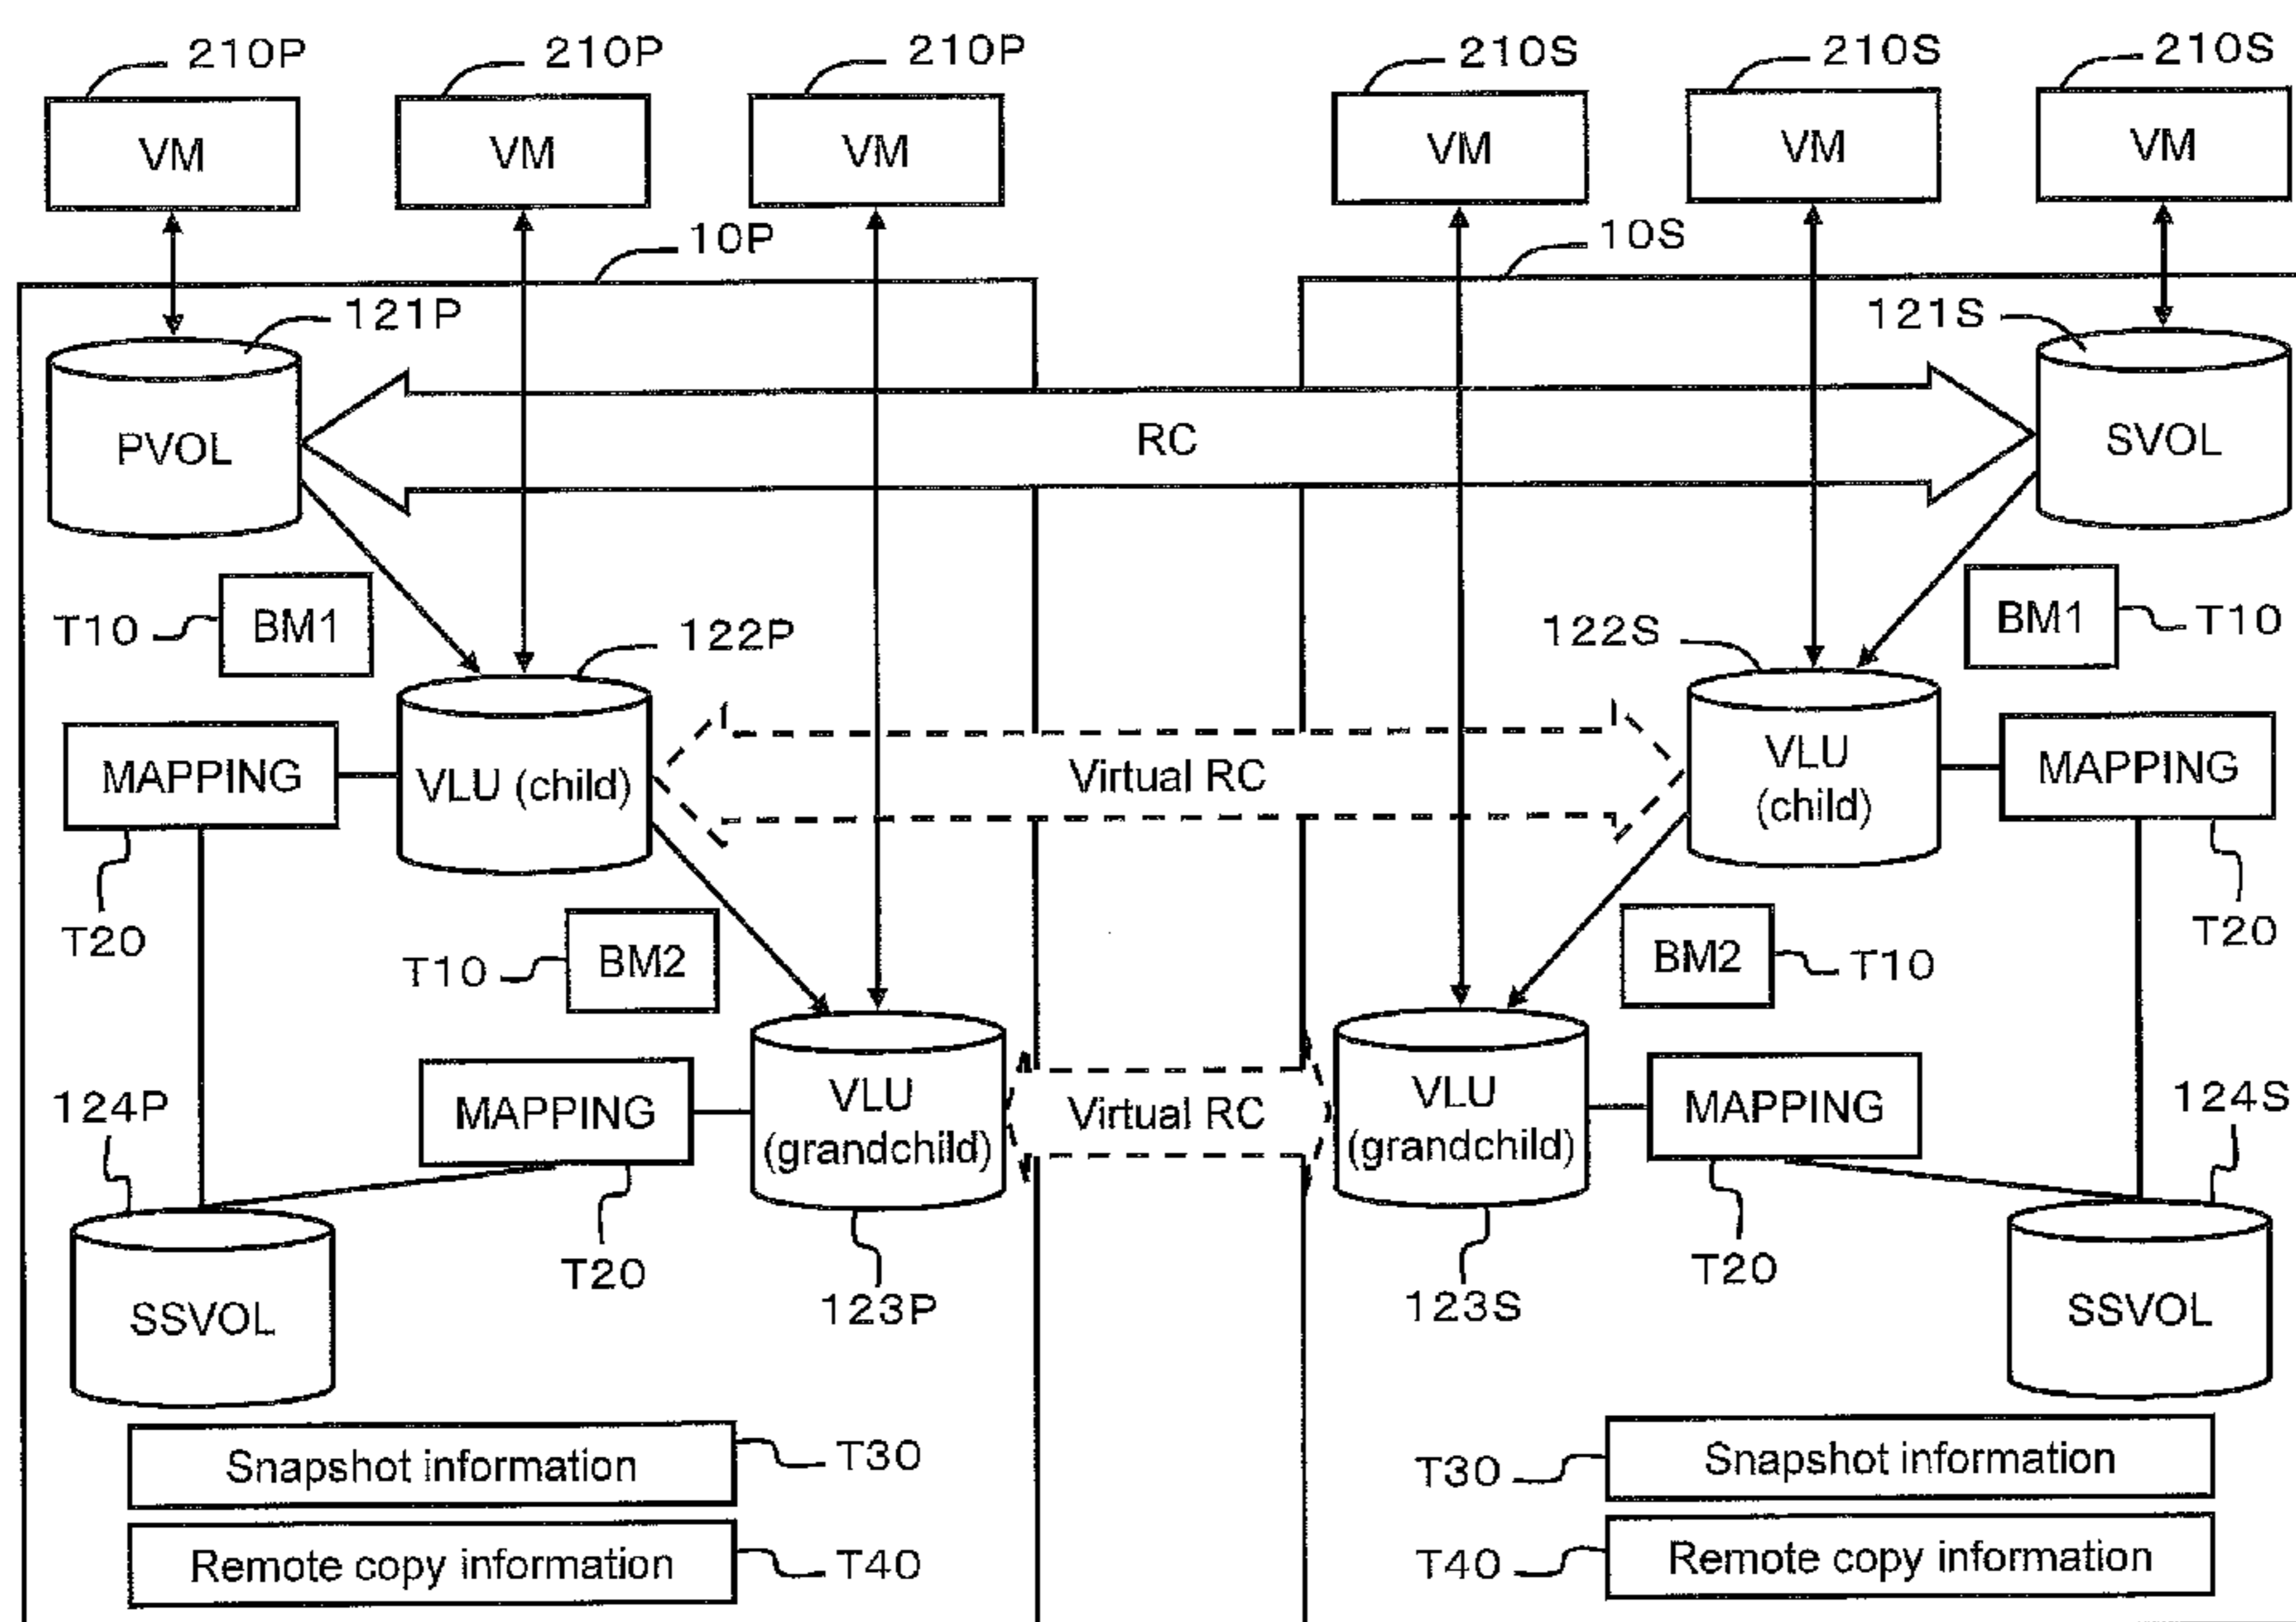 210P
210P
210P
210S
210S
210S
VM
VM
VM
VM
VM
VM
10P
10S
121P
121S
PVOL
RC
SVOL
T10
BM1
122P
122S
BM1
T10
MAPPING
VLU (child)
Virtual RC
VLU
(child)
MAPPING
T20
T10
BM2
BM2
T10
T20
124P
MAPPING
VLU
(grandchild)
Virtual RC
VLU
(grandchild)
MAPPING
124S
SSVOL
T20
123P
123S
T20
SSVOL
Snapshot information
T30
T30
Snapshot information
Remote copy information
T40
T40
Remote copy information